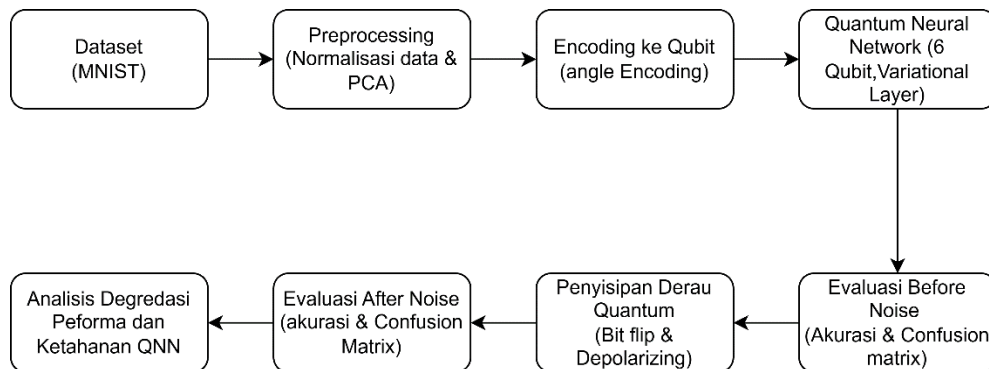 Dataset
(MNIST)
Preprocessing
(Normalisasi data &
PCA)
Encoding ke Qubit
(angle Encoding)
Quantum Neural
Network (6
Qubit,Variational
Layer)
Evaluasi Before
Noise
(Akurasi & Confusion
matrix)
Penyisipan Derau
Quantum
(Bit flip &
Depolarizing)
Evaluasi After Noise
(akurasi & Confusion
Matrix)
Analisis Degredasi
Peforma dan
Ketahanan QNN